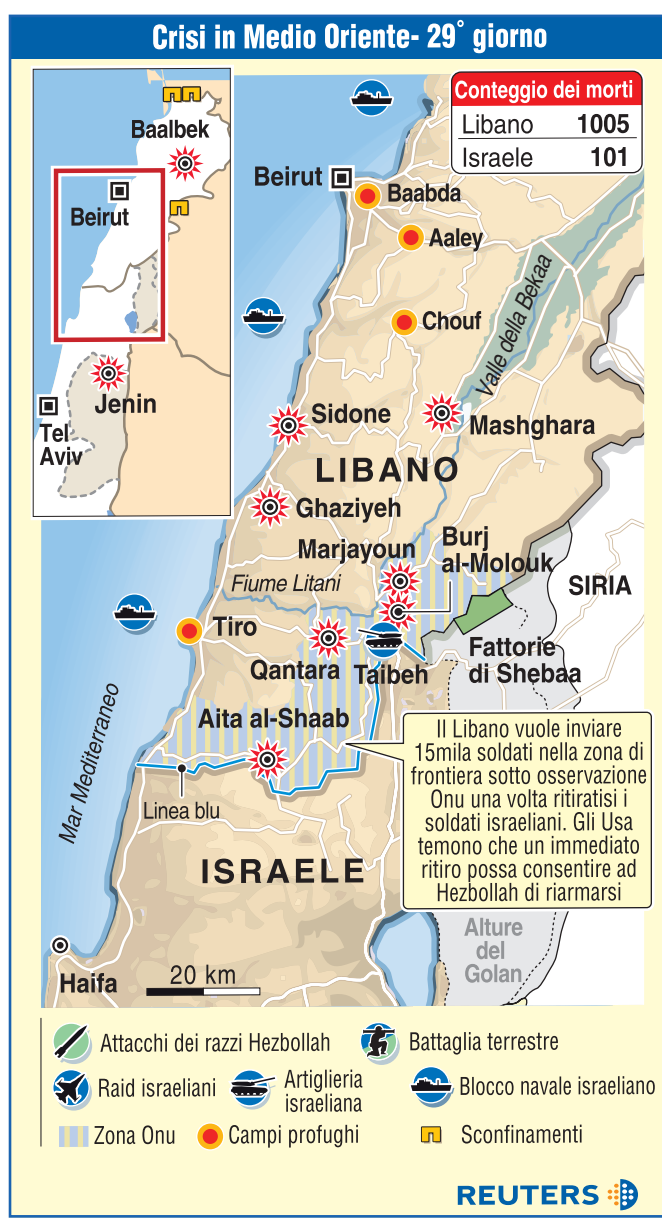 Crisi in Medio Oriente- 29° giorno
Conteggio dei morti
Libano 1005
Israele 101
Baalbek
Beirut
Jenin
Tel
Aviv
Beirut
Baabda
Aaley
Chouf
Valle della Bekaa
Sidone
Mashghara
LIBANO
Ghaziyeh
Marjayoun
Burj
al-Molouk
Fiume Litani
SIRIA
Tiro
Qantara
Taibeh
Fattorie
di Shebaa
Aita al-Shaab
Mar Mediterraneo
Linea blu
Il Libano vuole inviare
15mila soldati nella zona di
frontiera sotto osservazione
Onu una volta ritiratisi i
soldati israeliani. Gli Usa
temono che un immediato
ritiro possa consentire ad
Hezbollah di riarmarsi
ISRAELE
Alture
del
Golan
Haifa
20 km
Attacchi dei razzi Hezbollah
Battaglia terrestre
Raid israeliani
Artiglieria
israeliana
Blocco navale israeliano
Zona Onu
Campi profughi
Sconfinamenti
REUTERS